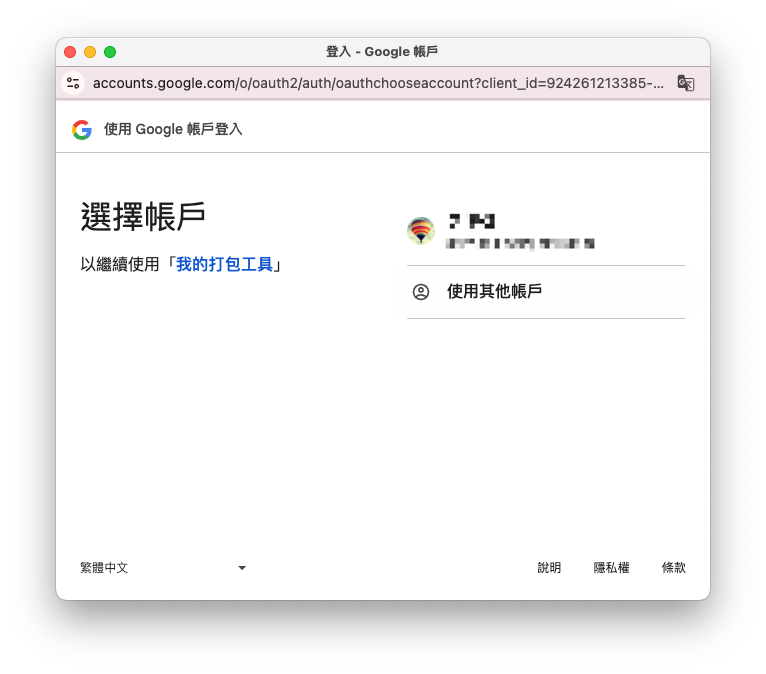 登入 - Google 帳戶
accounts.google.com/o/oauth2/auth/oauthchooseaccount?client_id=924261213385-...
使用 Google 帳戶登入
選擇帳戶
以繼續使用「我的打包工具」
使用其他帳戶
繁體中文
說明
隱私權
條款